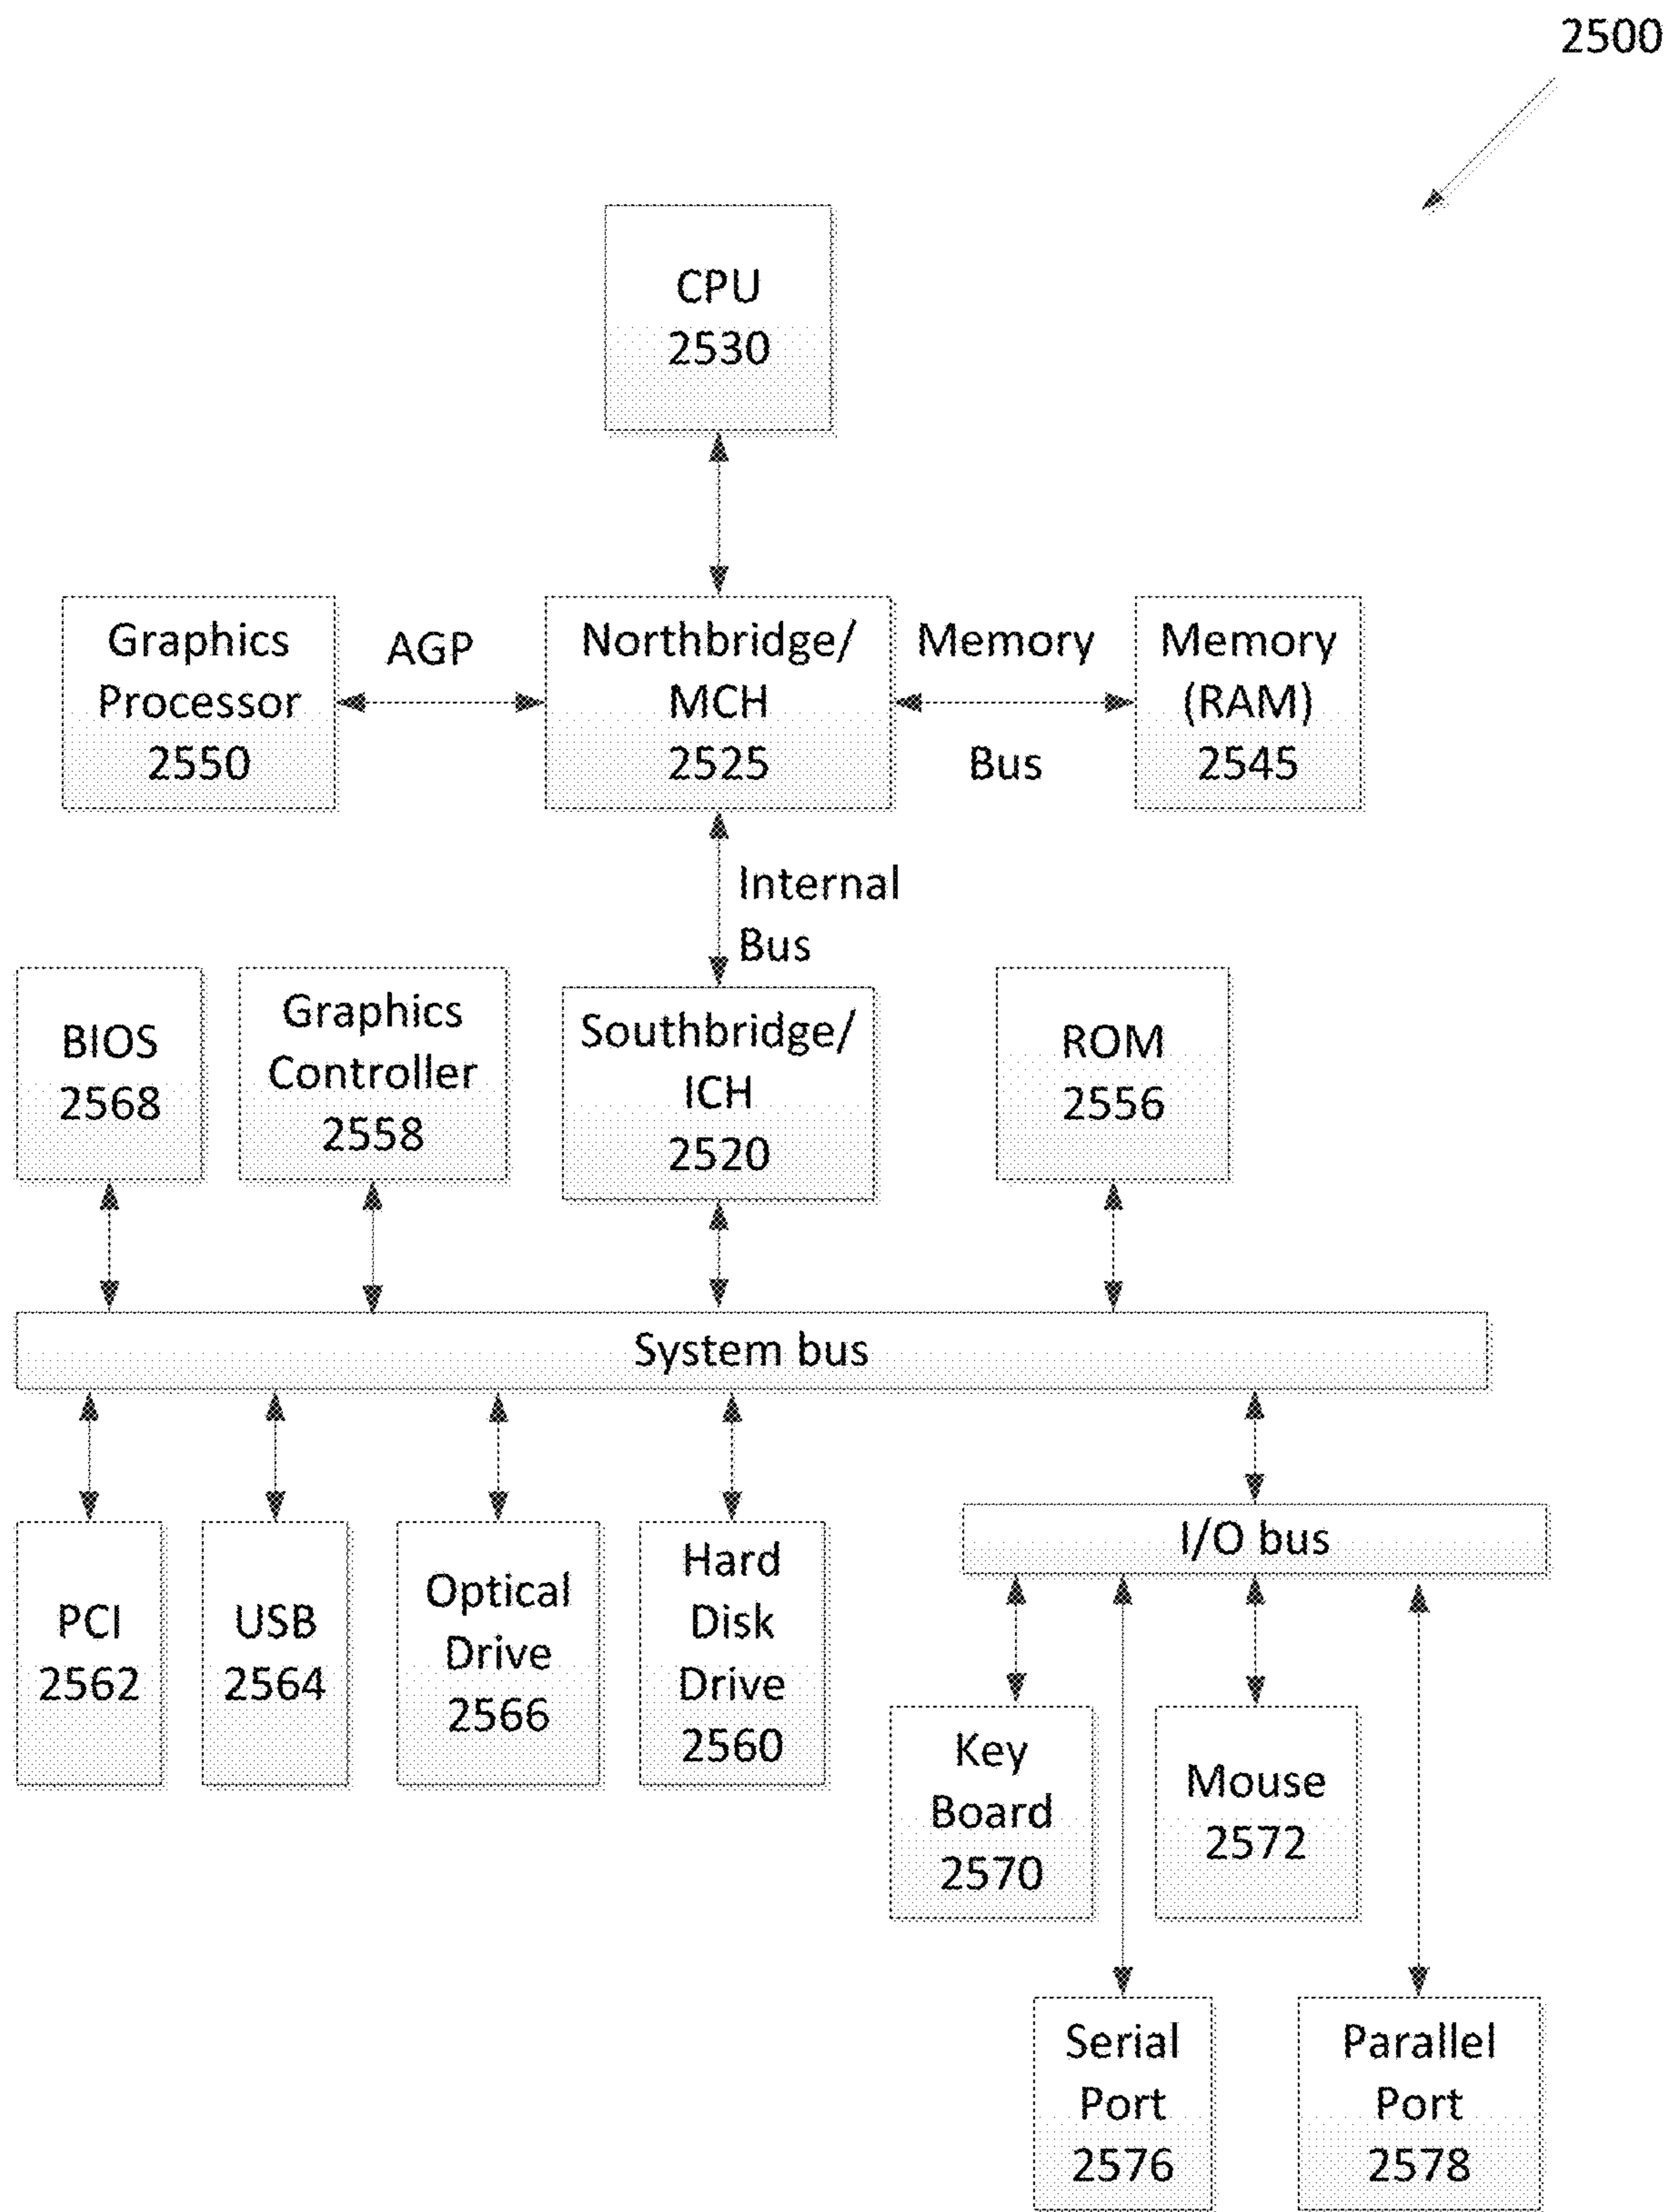 2500
CPU
2530
Graphics
Processor
2550
AGP
Northbridge/
MCH
2525
Memory
Bus
Memory
(RAM)
2545
Internal
Bus
BIOS
2568
Graphics
Controller
2558
Southbridge/
ICH
2520
ROM
2556
System bus
PCI
2562
USB
2564
Optical
Drive
2566
Hard
Disk
Drive
2560
I/O bus
Key
Board
2570
Mouse
2572
Serial
Port
2576
Parallel
Port
2578